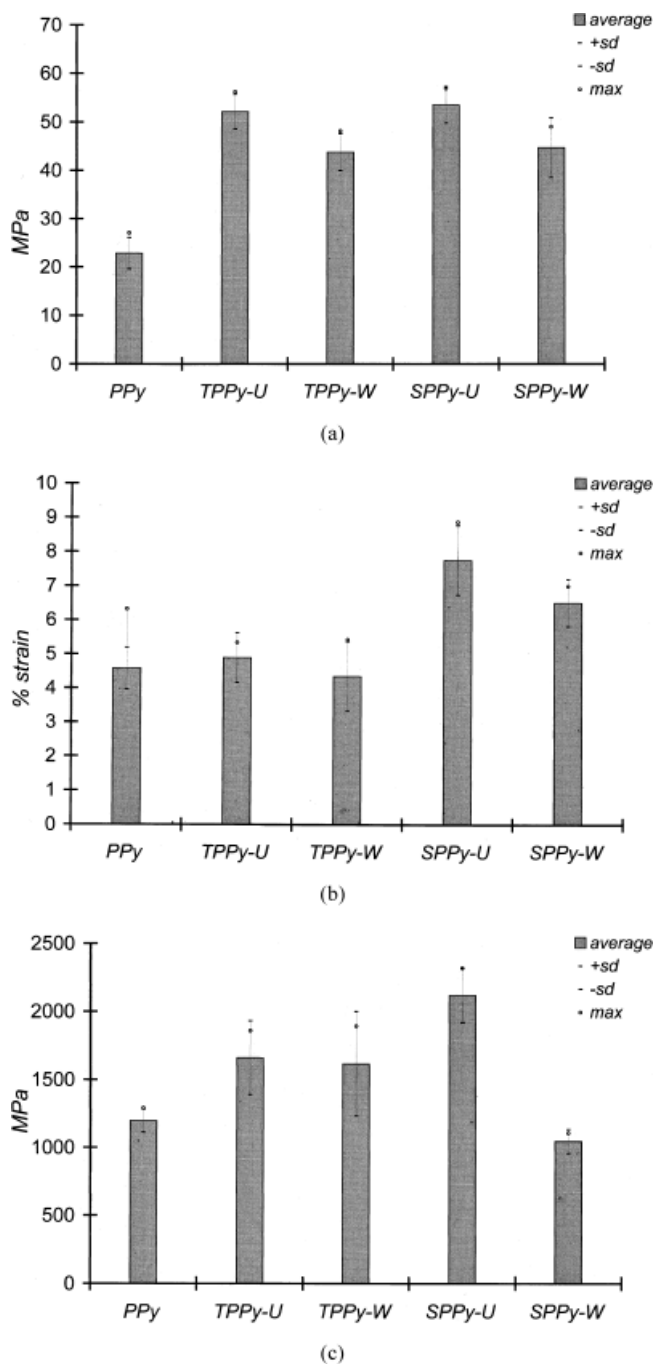 70
60
50
40
30
20
10
0
MPa
average
+sd
-sd
max
PPy TPPy-U TPPy-W SPPy-U SPPy-W
(a)
10
9
8
7
6
5
4
3
2
1
0
% strain
average
+sd
-sd
max
PPy TPPy-U TPPy-W SPPy-U SPPy-W
(b)
2500
2000
1500
1000
500
0
MPa
average
+sd
-sd
max
PPy TPPy-U TPPy-W SPPy-U SPPy-W
(c)